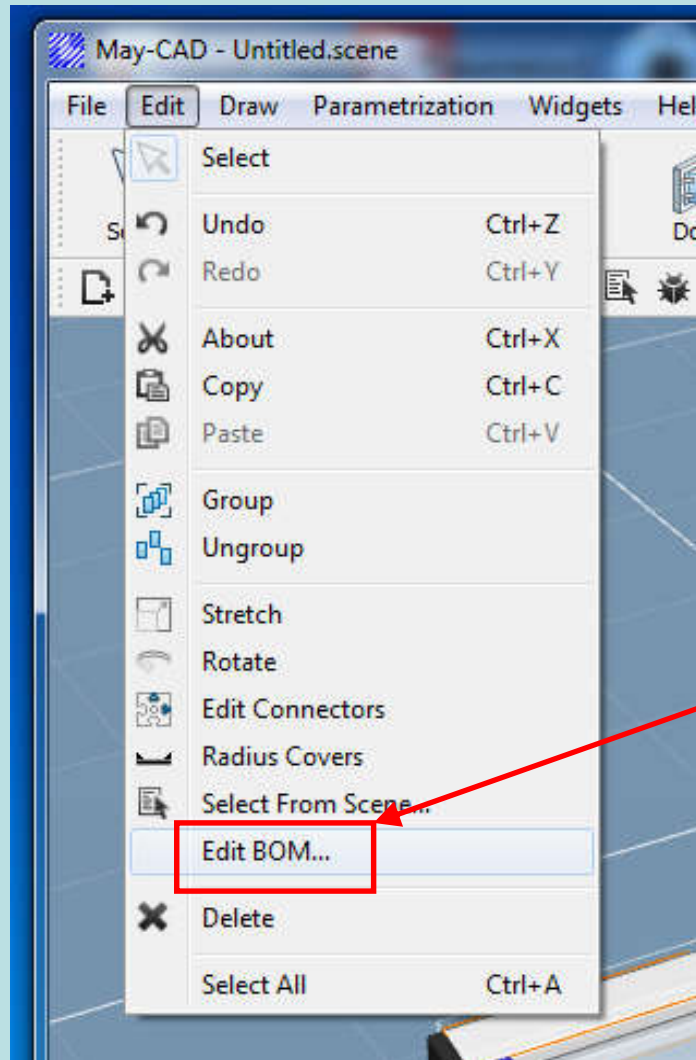 May-CAD - Untitled.scene
File Edit Draw Parametrization Widgets Hel
Select
Undo Ctrl+Z
Redo Ctrl+Y
About Ctrl+X
Copy Ctrl+C
Paste Ctrl+V
Group
Ungroup
Stretch
Rotate
Edit Connectors
Radius Covers
Select From Scene...
Edit BOM...
Delete
Select All Ctrl+A